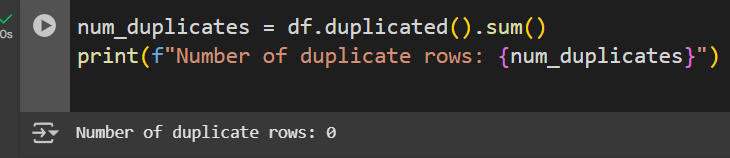 num_duplicates = df.duplicated().sum()
print(f"Number of duplicate rows: {num_duplicates}")
0s
Number of duplicate rows: 0